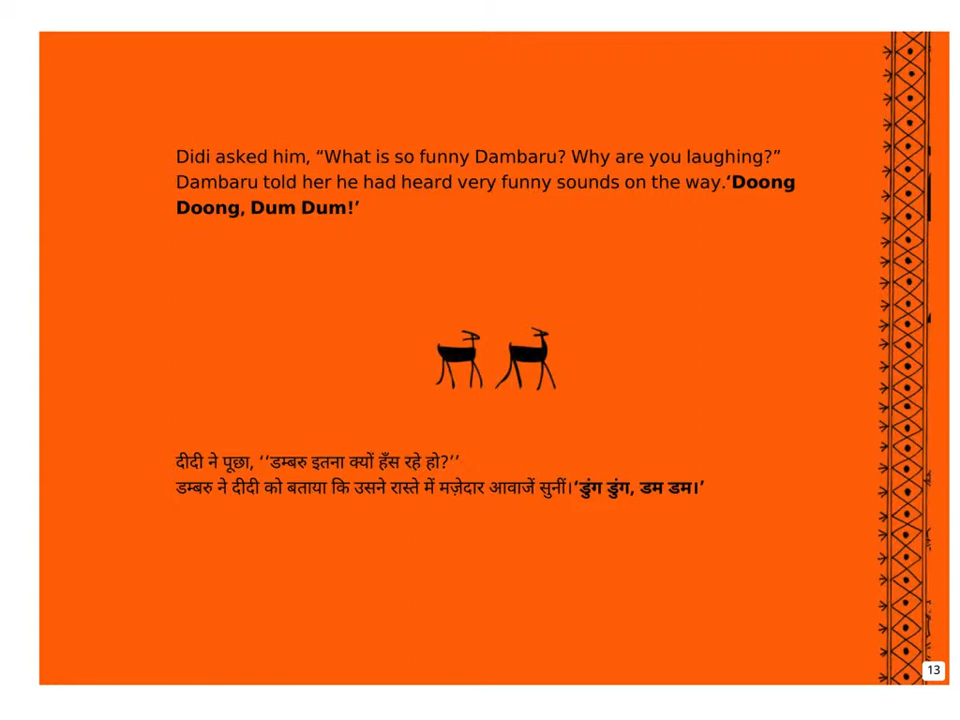 Didi asked him, “What is so funny Dambaru? Why are you laughing?”
Dambaru told her he had heard very funny sounds on the way.‘Doong
Doong, Dum Dum!’
दीदी ने पूछा, ‘‘डम्बरु इतना क्यों हँस रहे हो?’’
डम्बरु ने दीदी को बताया कि उसने रास्ते में मज़ेदार आवाजें सुनीं।‘डुंग डुंग, डम डम।’
13